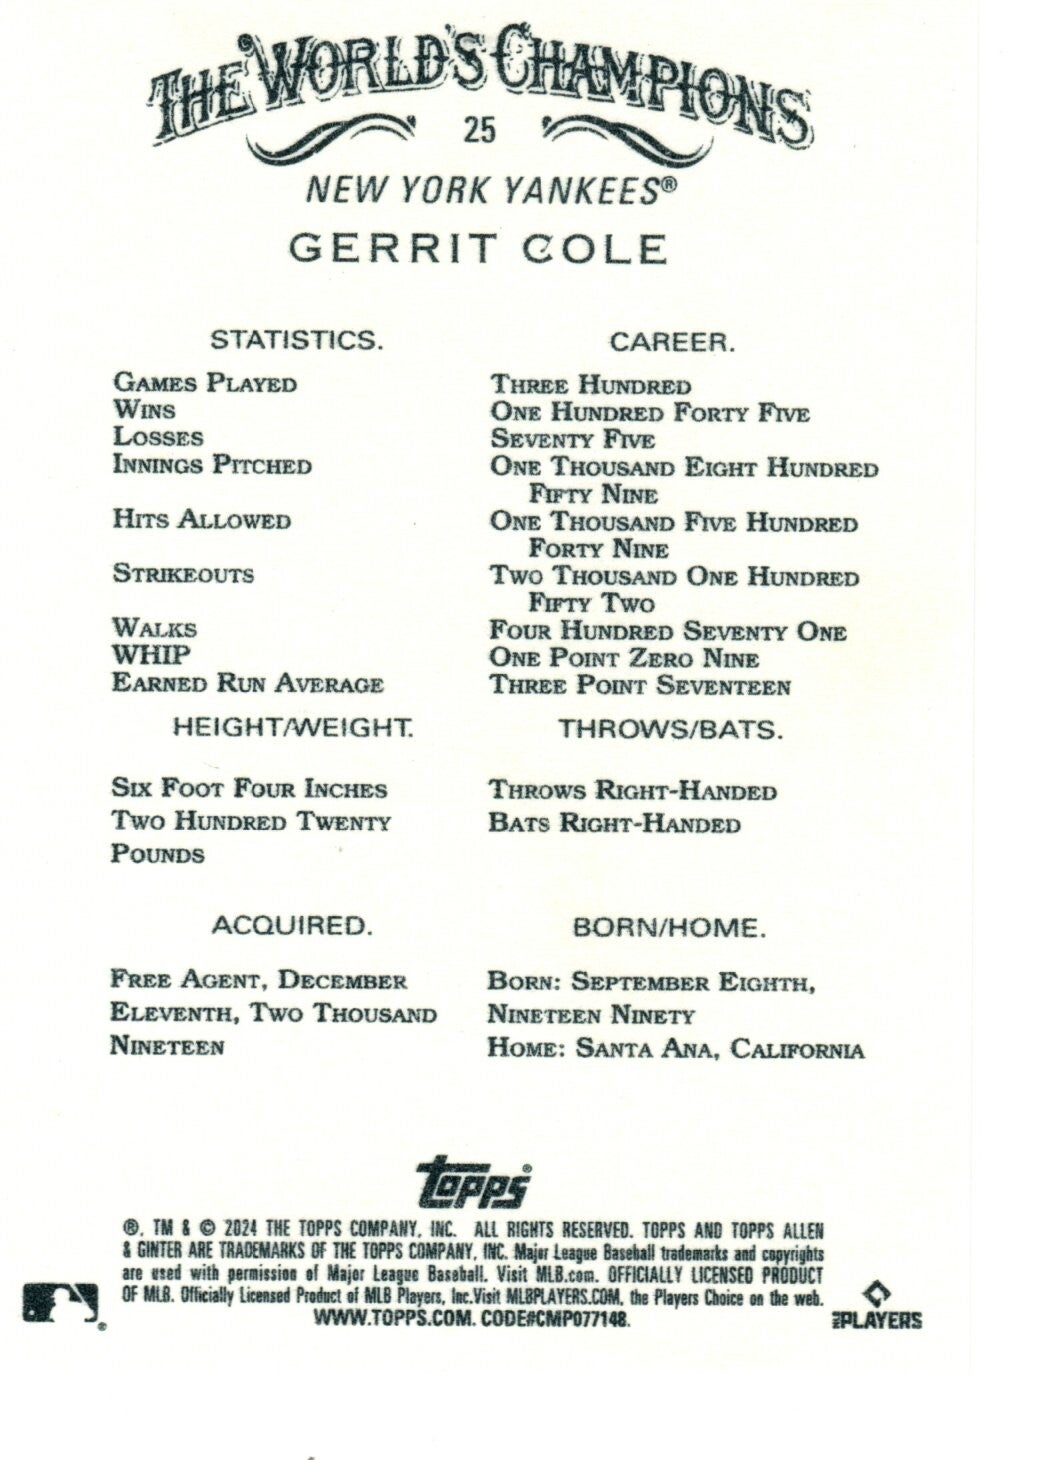 THE WORLD'S CHAMPIONS
25
NEW YORK YANKEES®
GERRIT COLE
STATISTICS. CAREER.
GAMES PLAYED THREE HUNDRED
WINS ONE HUNDRED FORTY FIVE
LOSSES SEVENTY FIVE
INNINGS PITCHED ONE THOUSAND EIGHT HUNDRED
FIFTY NINE
HITS ALLOWED ONE THOUSAND FIVE HUNDRED
FORTY NINE
STRIKEOUTS TWO THOUSAND ONE HUNDRED
FIFTY TWO
WALKS FOUR HUNDRED SEVENTY ONE
WHIP ONE POINT ZERO NINE
EARNED RUN AVERAGE THREE POINT SEVENTEEN
HEIGHT/WEIGHT. THROWS/BATS.
SIX FOOT FOUR INCHES THROWS RIGHT-HANDED
TWO HUNDRED TWENTY BATS RIGHT-HANDED
POUNDS
ACQUIRED. BORN/HOME.
FREE AGENT, DECEMBER BORN: SEPTEMBER EIGHTH,
ELEVENTH, TWO THOUSAND NINETEEN NINETY
NINETEEN HOME: SANTA ANA, CALIFORNIA
topps®
®, TM & © 2024 THE TOPPS COMPANY, INC. ALL RIGHTS RESERVED. TOPPS AND TOPPS ALLEN
& GINTER ARE TRADEMARKS OF THE TOPPS COMPANY, INC. Major League Baseball trademarks and copyrights
are used with permission of Major League Baseball. Visit MLB.com. OFFICIALLY LICENSED PRODUCT
OF MLB. Officially Licensed Product of MLB Players, Inc.Visit MLBPLAYERS.COM, the Players Choice on the web.
WWW.TOPPS.COM. CODE#CMP077148.
®
MLB PLAYERS